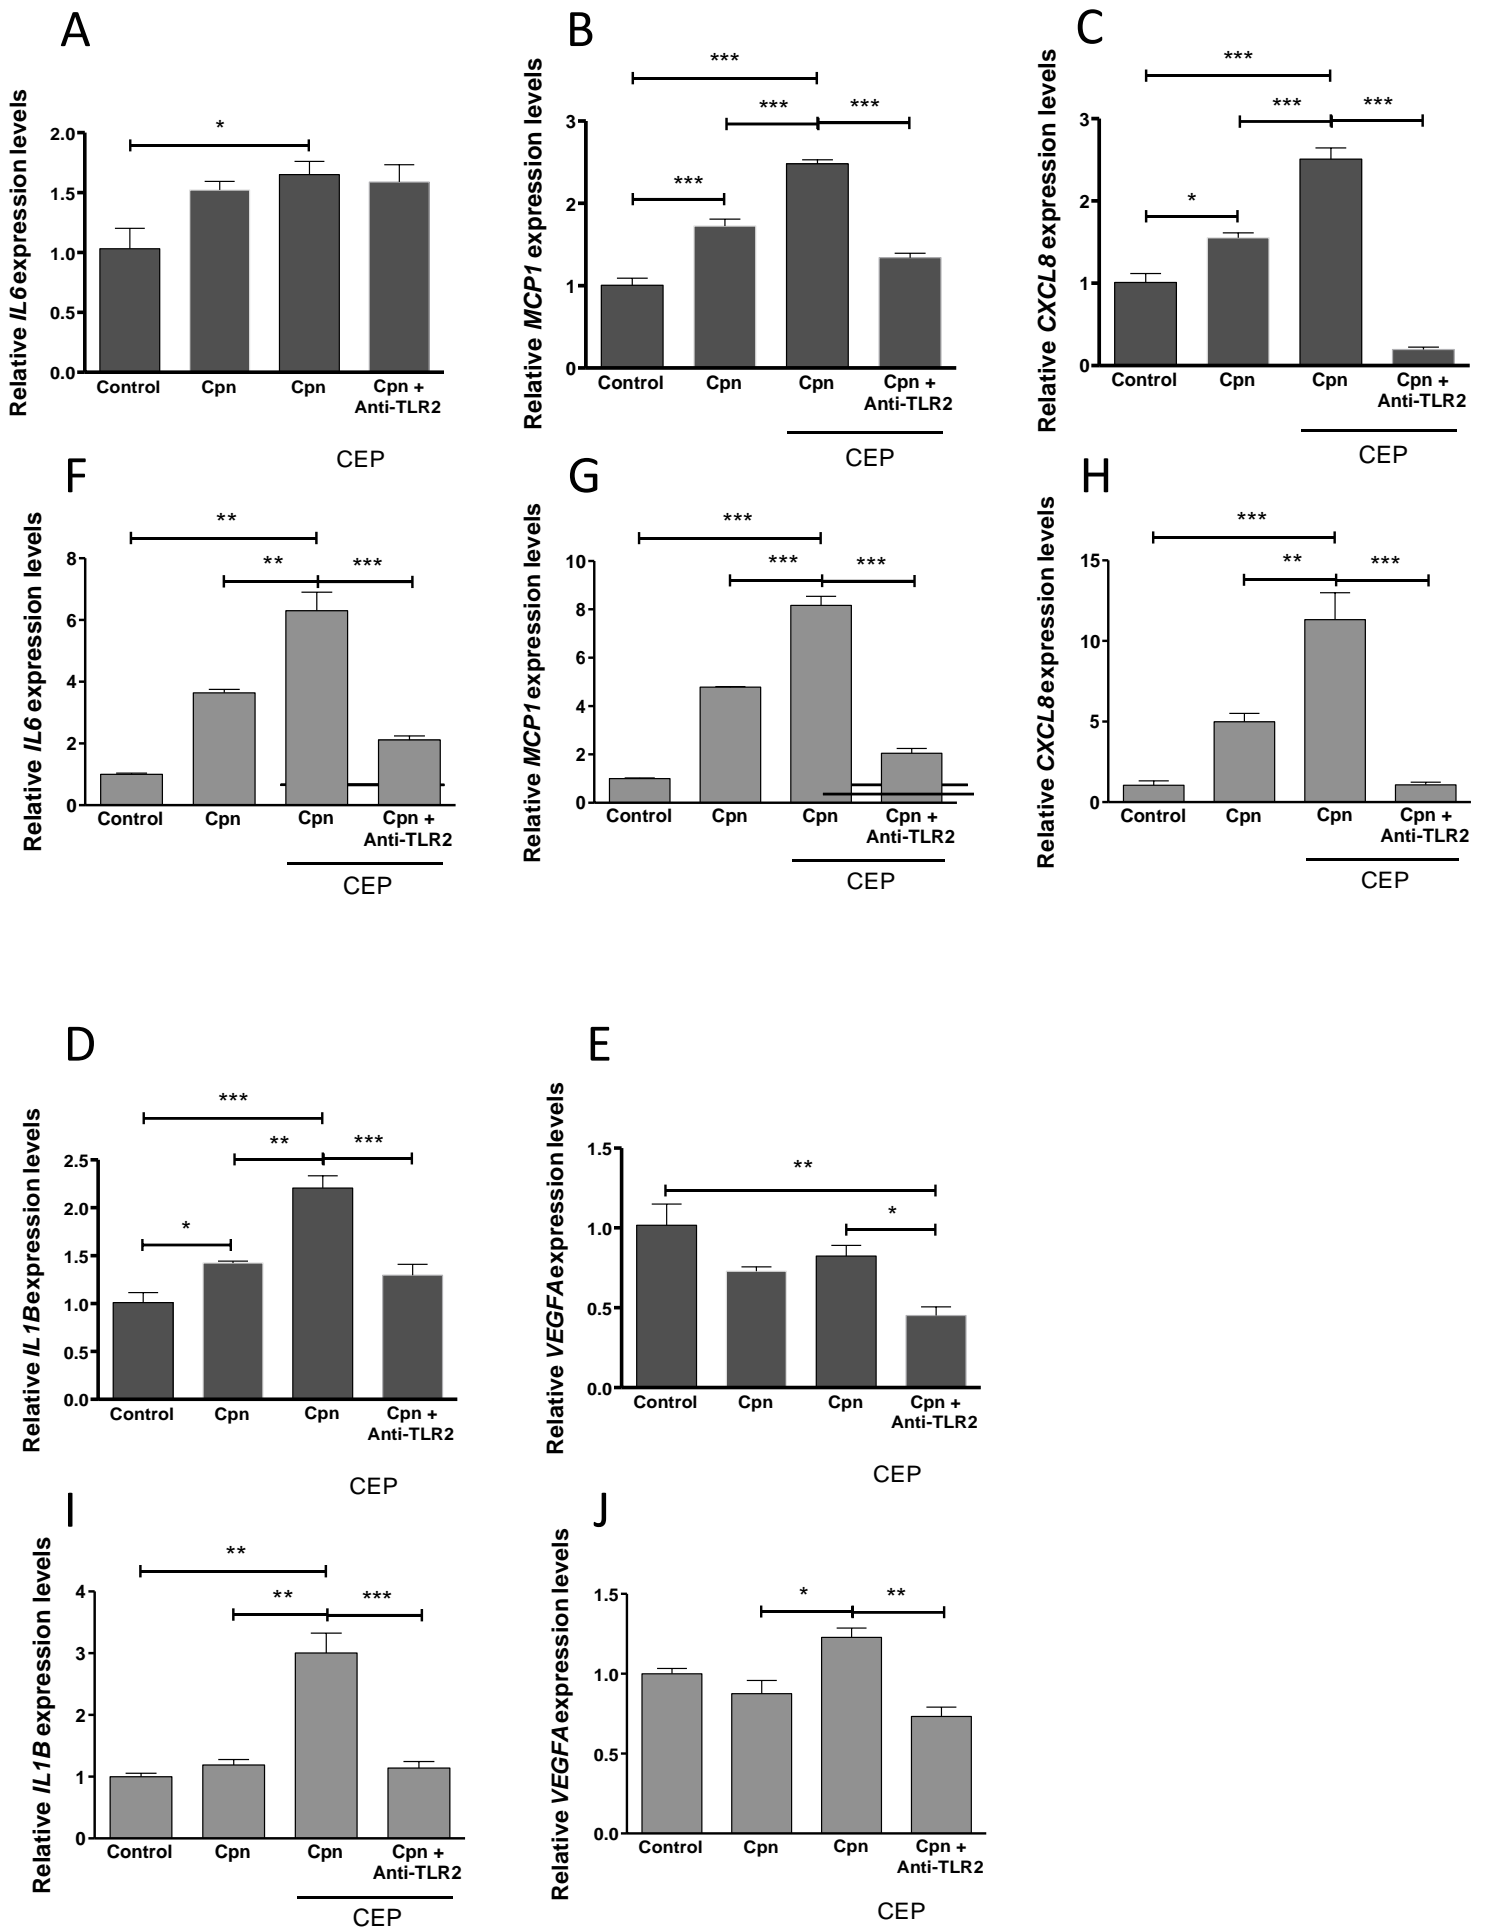 A
Relative IL6 expression levels
*
2.0
1.5
1.0
0.5
0.0
Control Cpn Cpn Cpn +
Anti-TLR2
CEP
B
Relative MCP1 expression levels
***
*** ***
***
3
2
1
0
Control Cpn Cpn Cpn +
Anti-TLR2
CEP
C
Relative CXCL8 expression levels
***
*** ***
*
3
2
1
0
Control Cpn Cpn Cpn +
Anti-TLR2
CEP
F
Relative IL6 expression levels
**
** ***
8
6
4
2
0
Control Cpn Cpn Cpn +
Anti-TLR2
CEP
G
Relative MCP1 expression levels
***
*** ***
10
8
6
4
2
0
Control Cpn Cpn Cpn +
Anti-TLR2
CEP
H
Relative CXCL8 expression levels
***
** ***
15
10
5
0
Control Cpn Cpn Cpn +
Anti-TLR2
CEP
D
Relative IL1B expression levels
***
** ***
*
2.5
2.0
1.5
1.0
0.5
0.0
Control Cpn Cpn Cpn +
Anti-TLR2
CEP
E
Relative VEGFA expression levels
**
*
1.5
1.0
0.5
0.0
Control Cpn Cpn Cpn +
Anti-TLR2
CEP
I
Relative IL1B expression levels
**
** ***
4
3
2
1
0
Control Cpn Cpn Cpn +
Anti-TLR2
CEP
J
Relative VEGFA expression levels
* **
1.5
1.0
0.5
0.0
Control Cpn Cpn Cpn +
Anti-TLR2
CEP